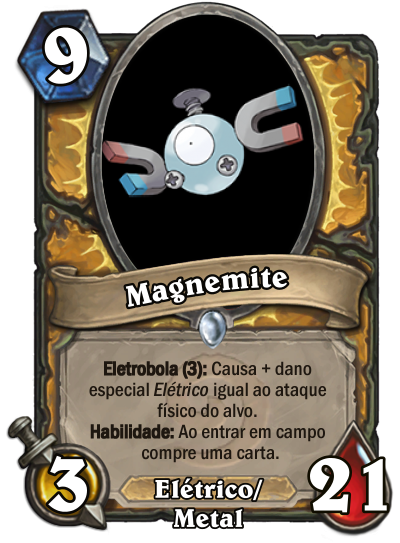 9
Magnemite
Eletrobola (3): Causa + dano
especial Elétrico igual ao ataque
físico do alvo.
Habilidade: Ao entrar em campo
compre uma carta.
3
Elétrico/
Metal
21